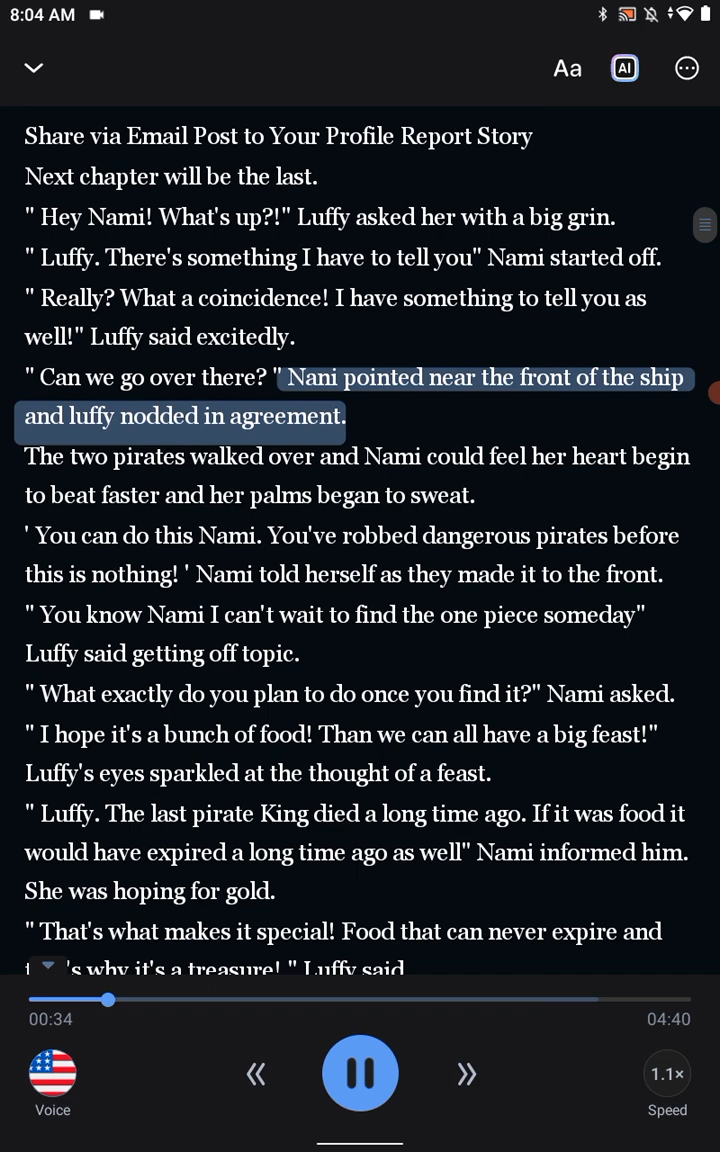 8:04 AM
Aa
AI
Share via Email Post to Your Profile Report Story
Next chapter will be the last.
" Hey Nami! What's up?!" Luffy asked her with a big grin.
" Luffy. There's something I have to tell you" Nami started off.
" Really? What a coincidence! I have something to tell you as
well!" Luffy said excitedly.
" Can we go over there? " Nani pointed near the front of the ship
and luffy nodded in agreement.
The two pirates walked over and Nami could feel her heart begin
to beat faster and her palms began to sweat.
' You can do this Nami. You've robbed dangerous pirates before
this is nothing! ' Nami told herself as they made it to the front.
" You know Nami I can't wait to find the one piece someday"
Luffy said getting off topic.
" What exactly do you plan to do once you find it?" Nami asked.
" I hope it's a bunch of food! Than we can all have a big feast!"
Luffy's eyes sparkled at the thought of a feast.
" Luffy. The last pirate King died a long time ago. If it was food it
would have expired a long time ago as well" Nami informed him.
She was hoping for gold.
" That's what makes it special! Food that can never expire and
's why it's a treasure! " Luffy said
00:34
04:40
1.1×
Voice
Speed